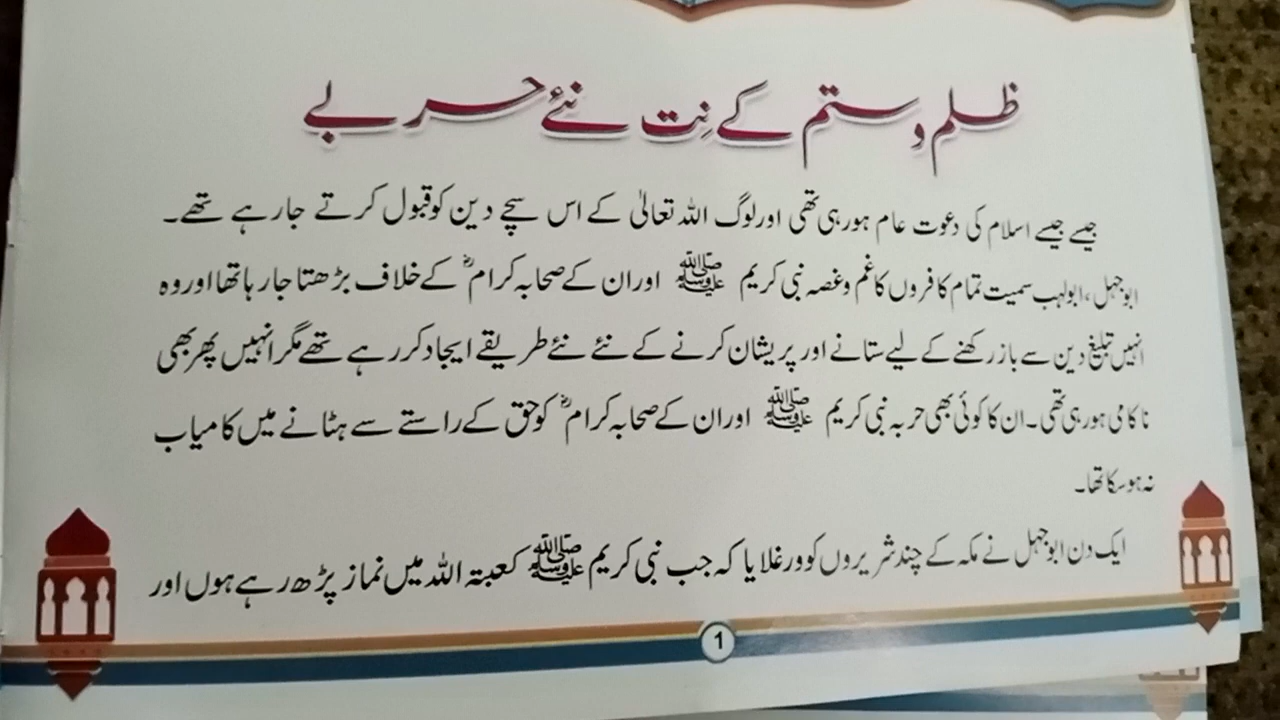 ظلم و ستم کے نِت نئے حربے
جیسے جیسے اسلام کی دعوت عام ہو رہی تھی اور لوگ اللہ تعالیٰ کے اس سچے دین کو قبول کرتے جا رہے تھے۔
ابوجہل، ابولہب سمیت تمام کافروں کا غم و غصہ نبی کریم ﷺ اور ان کے صحابہ کرامؓ کے خلاف بڑھتا جا رہا تھا اور وہ
انہیں تبلیغ دین سے باز رکھنے کے لیے ستانے اور پریشان کرنے کے نئے نئے طریقے ایجاد کر رہے تھے مگر انہیں پھر بھی
ناکامی ہو رہی تھی۔ ان کا کوئی بھی حربہ نبی کریم ﷺ اور ان کے صحابہ کرامؓ کو حق کے راستے سے ہٹانے میں کامیاب
نہ ہو سکا تھا۔
ایک دن ابوجہل نے مکہ کے چند شریروں کو ورغلایا کہ جب نبی کریم ﷺ کعبتہ اللہ میں نماز پڑھ رہے ہوں اور
1